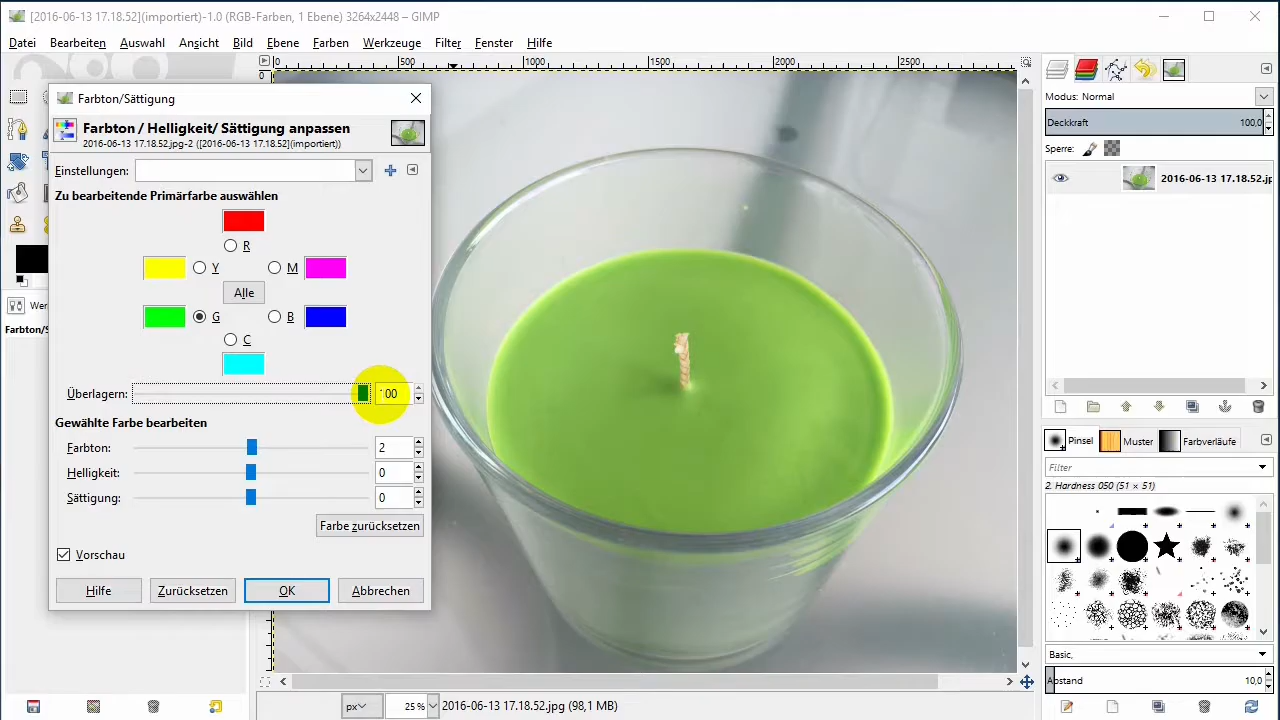 [2016-06-13 17.18.52](importiert)-1.0 (RGB-Farben, 1 Ebene) 3264x2448 – GIMP
Datei Bearbeiten Auswahl Ansicht Bild Ebene Farben Werkzeuge Filter Fenster Hilfe
0 500 1000 1500 2000 2500
0
Farbton/Sättigung
Farbton / Helligkeit/ Sättigung anpassen
2016-06-13 17.18.52.jpg-2 ([2016-06-13 17.18.52](importiert))
Einstellungen:
Zu bearbeitende Primärfarbe auswählen
R
Y M
Alle
G B
C
Überlagern:
Gewählte Farbe bearbeiten
Farbton: 2
Helligkeit: 0
Sättigung: 0
Farbe zurücksetzen
Vorschau
Hilfe Zurücksetzen OK Abbrechen
Wer
Farbton/S
px 25 % 2016-06-13 17.18.52.jpg (98,1 MB)
Modus: Normal
Deckkraft 100,0
Sperre:
2016-06-13 17.18.52.jp
Pinsel Muster Farbverläufe
Filter
2. Hardness 050 (51 × 51)
Basic,
Abstand 10,0